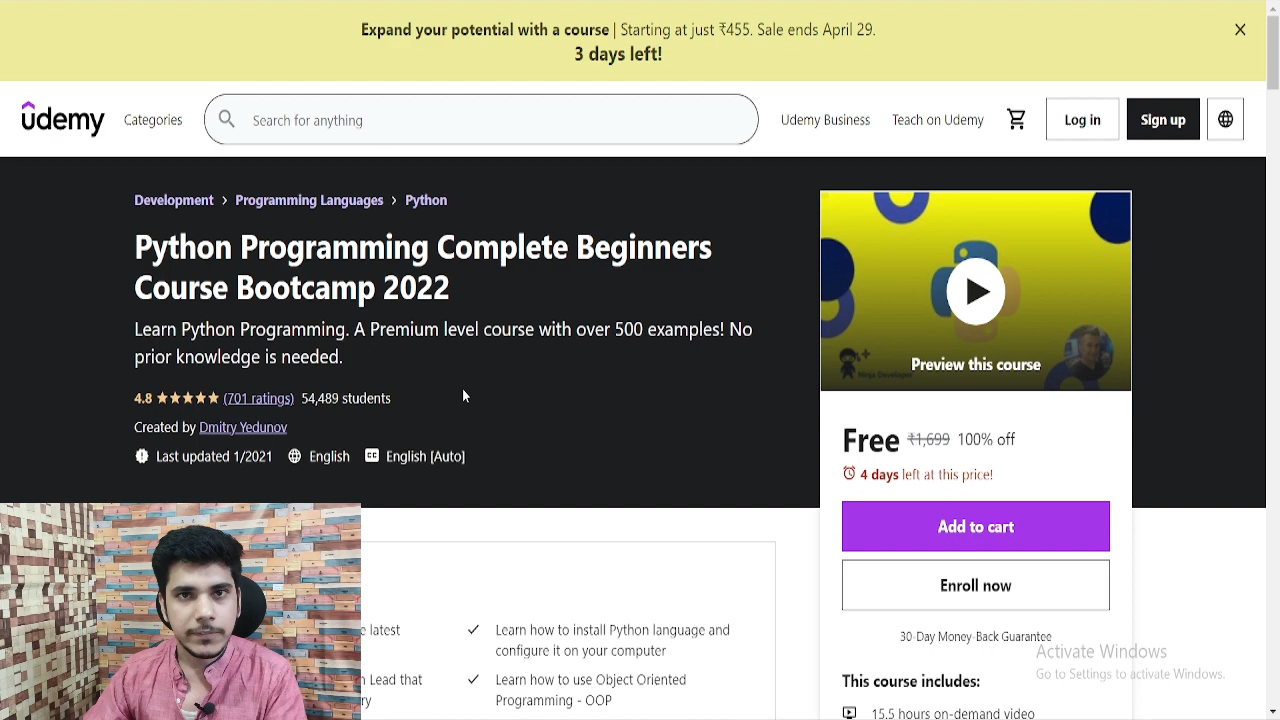 Expand your potential with a course | Starting at just ₹455. Sale ends April 29.
3 days left!
udemy
Categories
Search for anything
Udemy Business
Teach on Udemy
Log in
Sign up
Development > Programming Languages > Python
Python Programming Complete Beginners
Course Bootcamp 2022
Learn Python Programming. A Premium level course with over 500 examples! No
prior knowledge is needed.
4.8 (701 ratings) 54,489 students
Created by Dmitry Yedunov
Last updated 1/2021 English English [Auto]
Preview this course
Free ₹1,699 100% off
4 days left at this price!
Add to cart
Enroll now
30-Day Money-Back Guarantee
This course includes:
15.5 hours on-demand video
latest
Lead that
Learn how to install Python language and
configure it on your computer
Learn how to use Object Oriented
Programming - OOP
Activate Windows
Go to Settings to activate Windows.